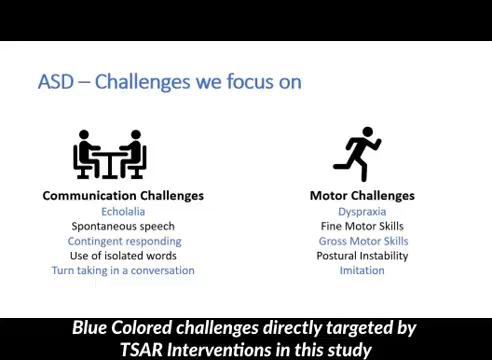 ASD – Challenges we focus on
Communication Challenges
Echolalia
Spontaneous speech
Contingent responding
Use of isolated words
Turn taking in a conversation
Motor Challenges
Dyspraxia
Fine Motor Skills
Gross Motor Skills
Postural Instability
Imitation
Blue Colored challenges directly targeted by
TSAR Interventions in this study